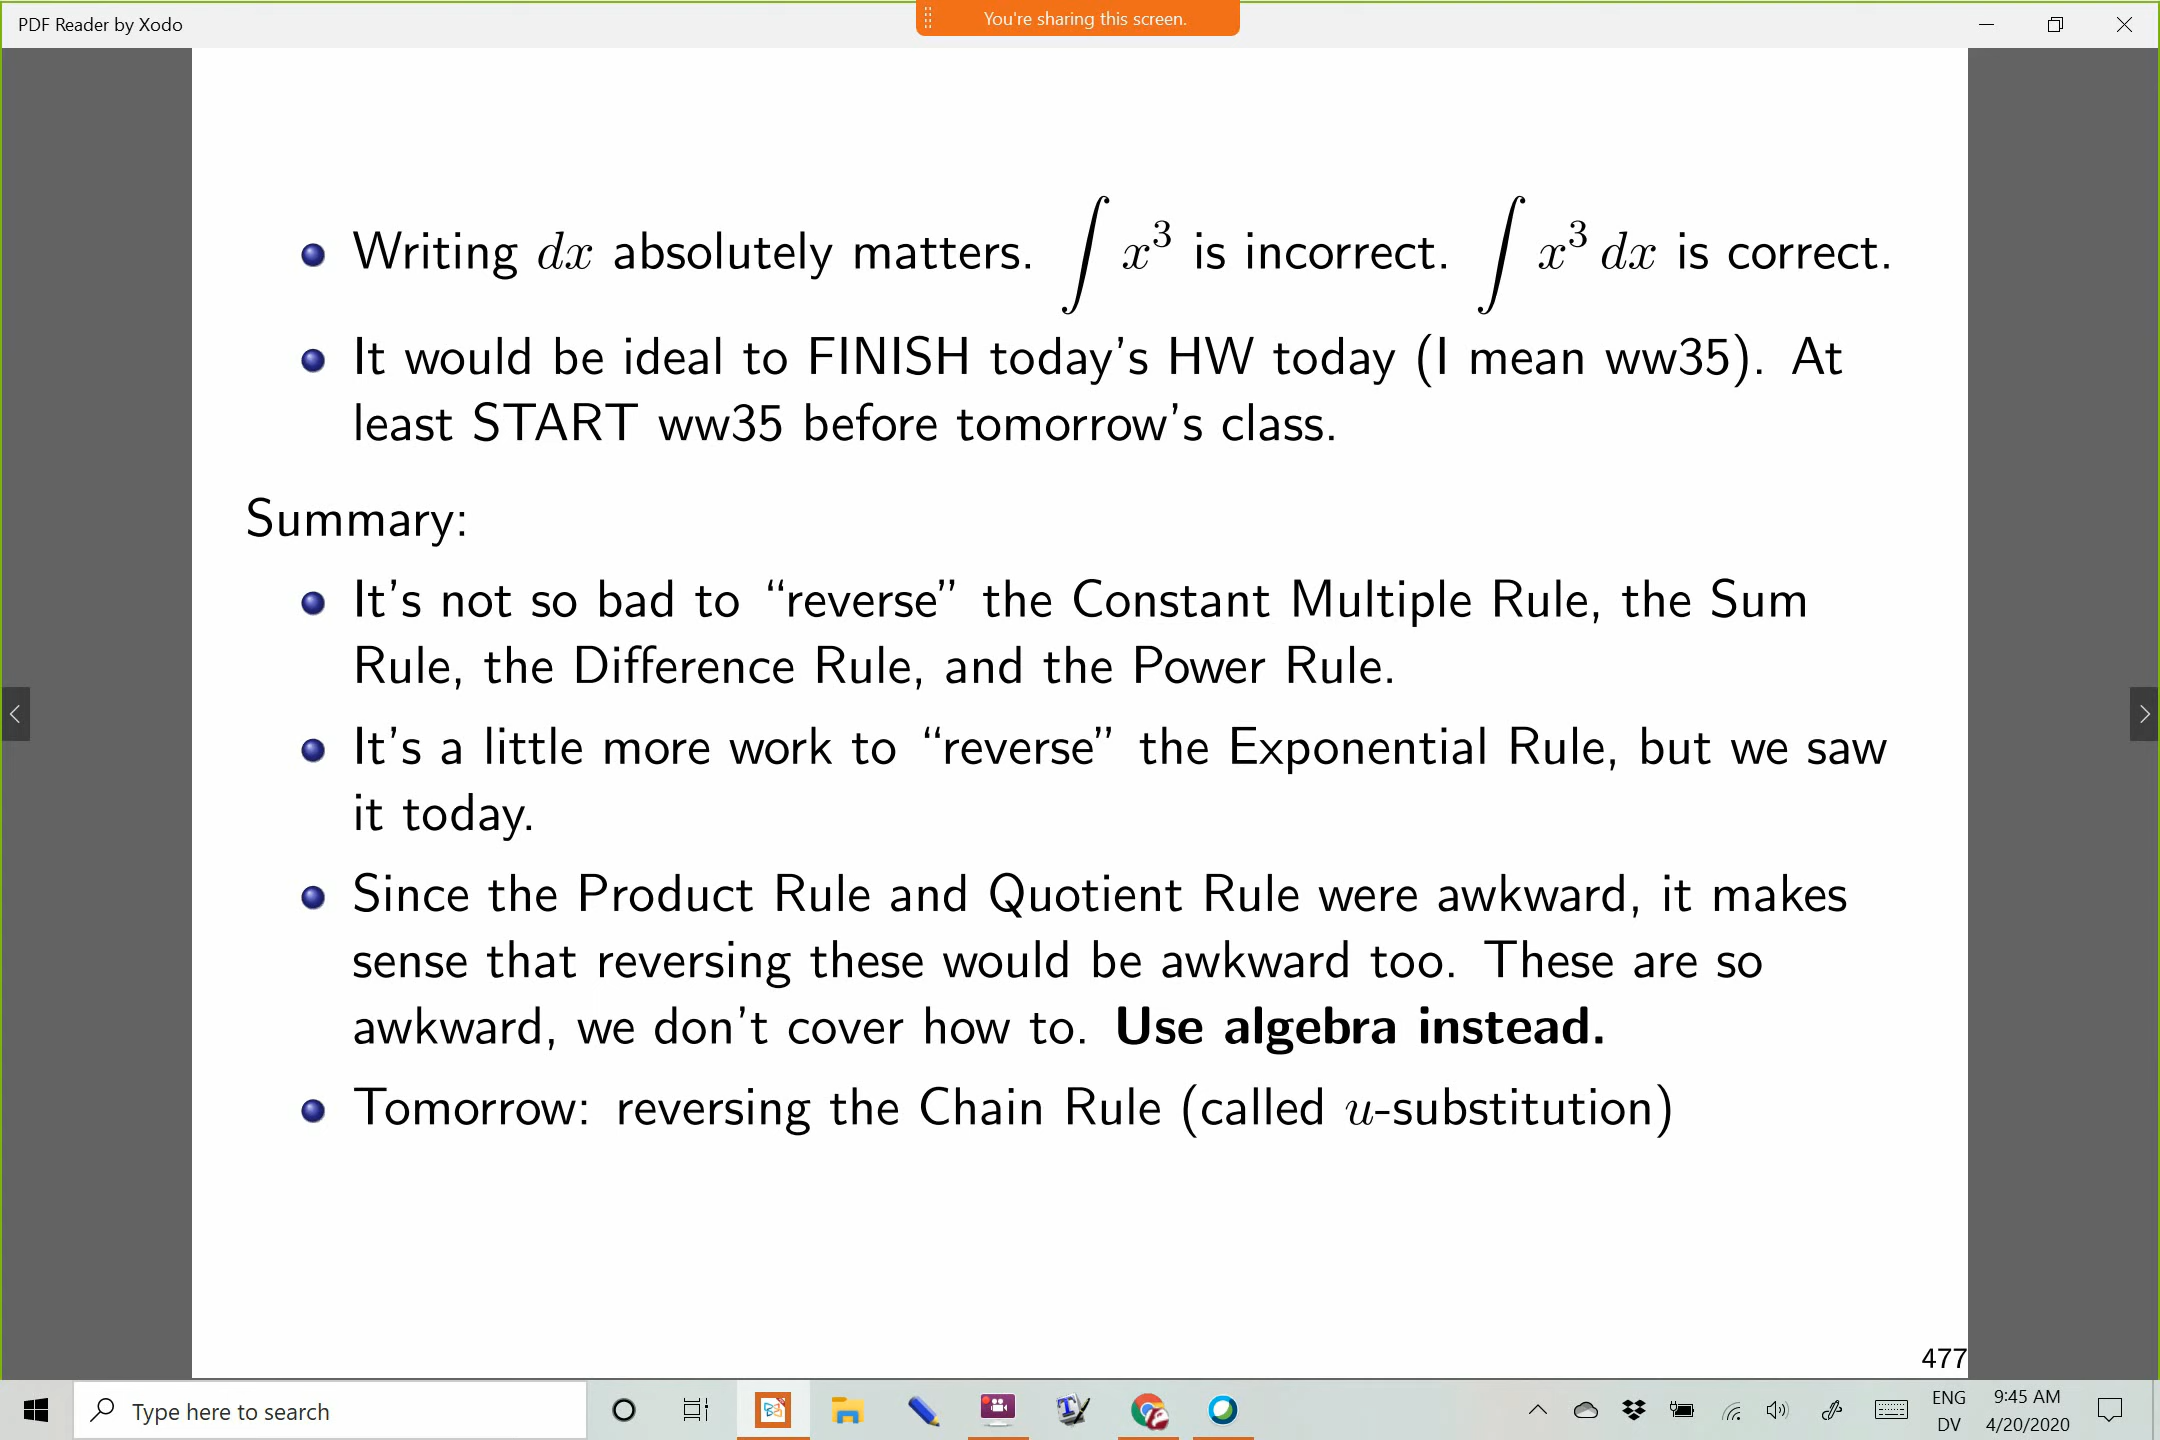 PDF Reader by Xodo
You're sharing this screen.
Writing dx absolutely matters. ∫ x³ is incorrect. ∫ x³ dx is correct.
It would be ideal to FINISH today's HW today (I mean ww35). At
least START ww35 before tomorrow's class.
Summary:
It's not so bad to “reverse” the Constant Multiple Rule, the Sum
Rule, the Difference Rule, and the Power Rule.
It's a little more work to “reverse” the Exponential Rule, but we saw
it today.
Since the Product Rule and Quotient Rule were awkward, it makes
sense that reversing these would be awkward too. These are so
awkward, we don't cover how to. Use algebra instead.
Tomorrow: reversing the Chain Rule (called u-substitution)
477
Type here to search
ENG
DV
9:45 AM
4/20/2020